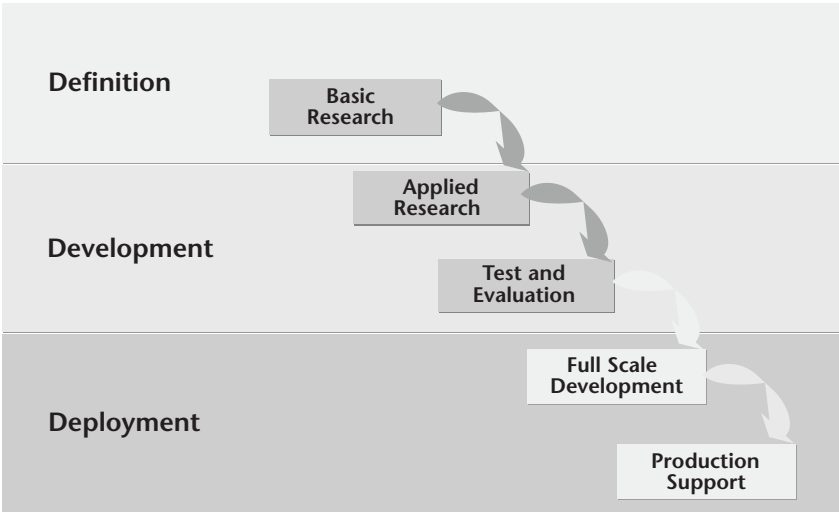 Definition
Basic
Research
Applied
Research
Development
Test and
Evaluation
Full Scale
Development
Deployment
Production
Support